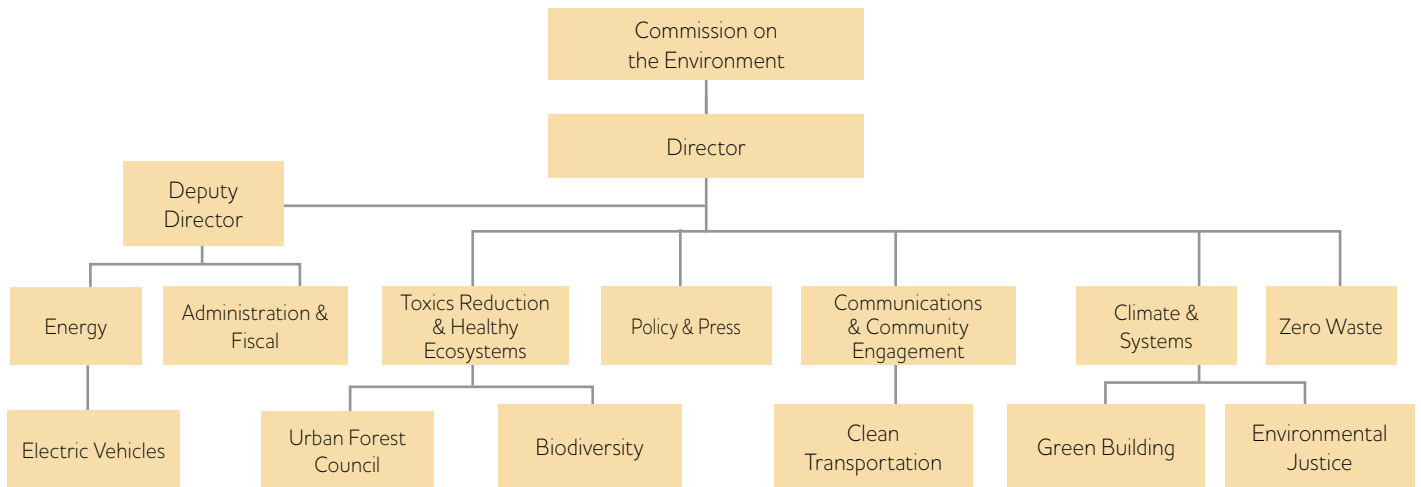 Commission on
the Environment
Director
Deputy
Director
Energy
Administration &
Fiscal
Toxics Reduction
& Healthy
Ecosystems
Policy & Press
Communications
& Community
Engagement
Climate &
Systems
Zero Waste
Electric Vehicles
Urban Forest
Council
Biodiversity
Clean
Transportation
Green Building
Environmental
Justice